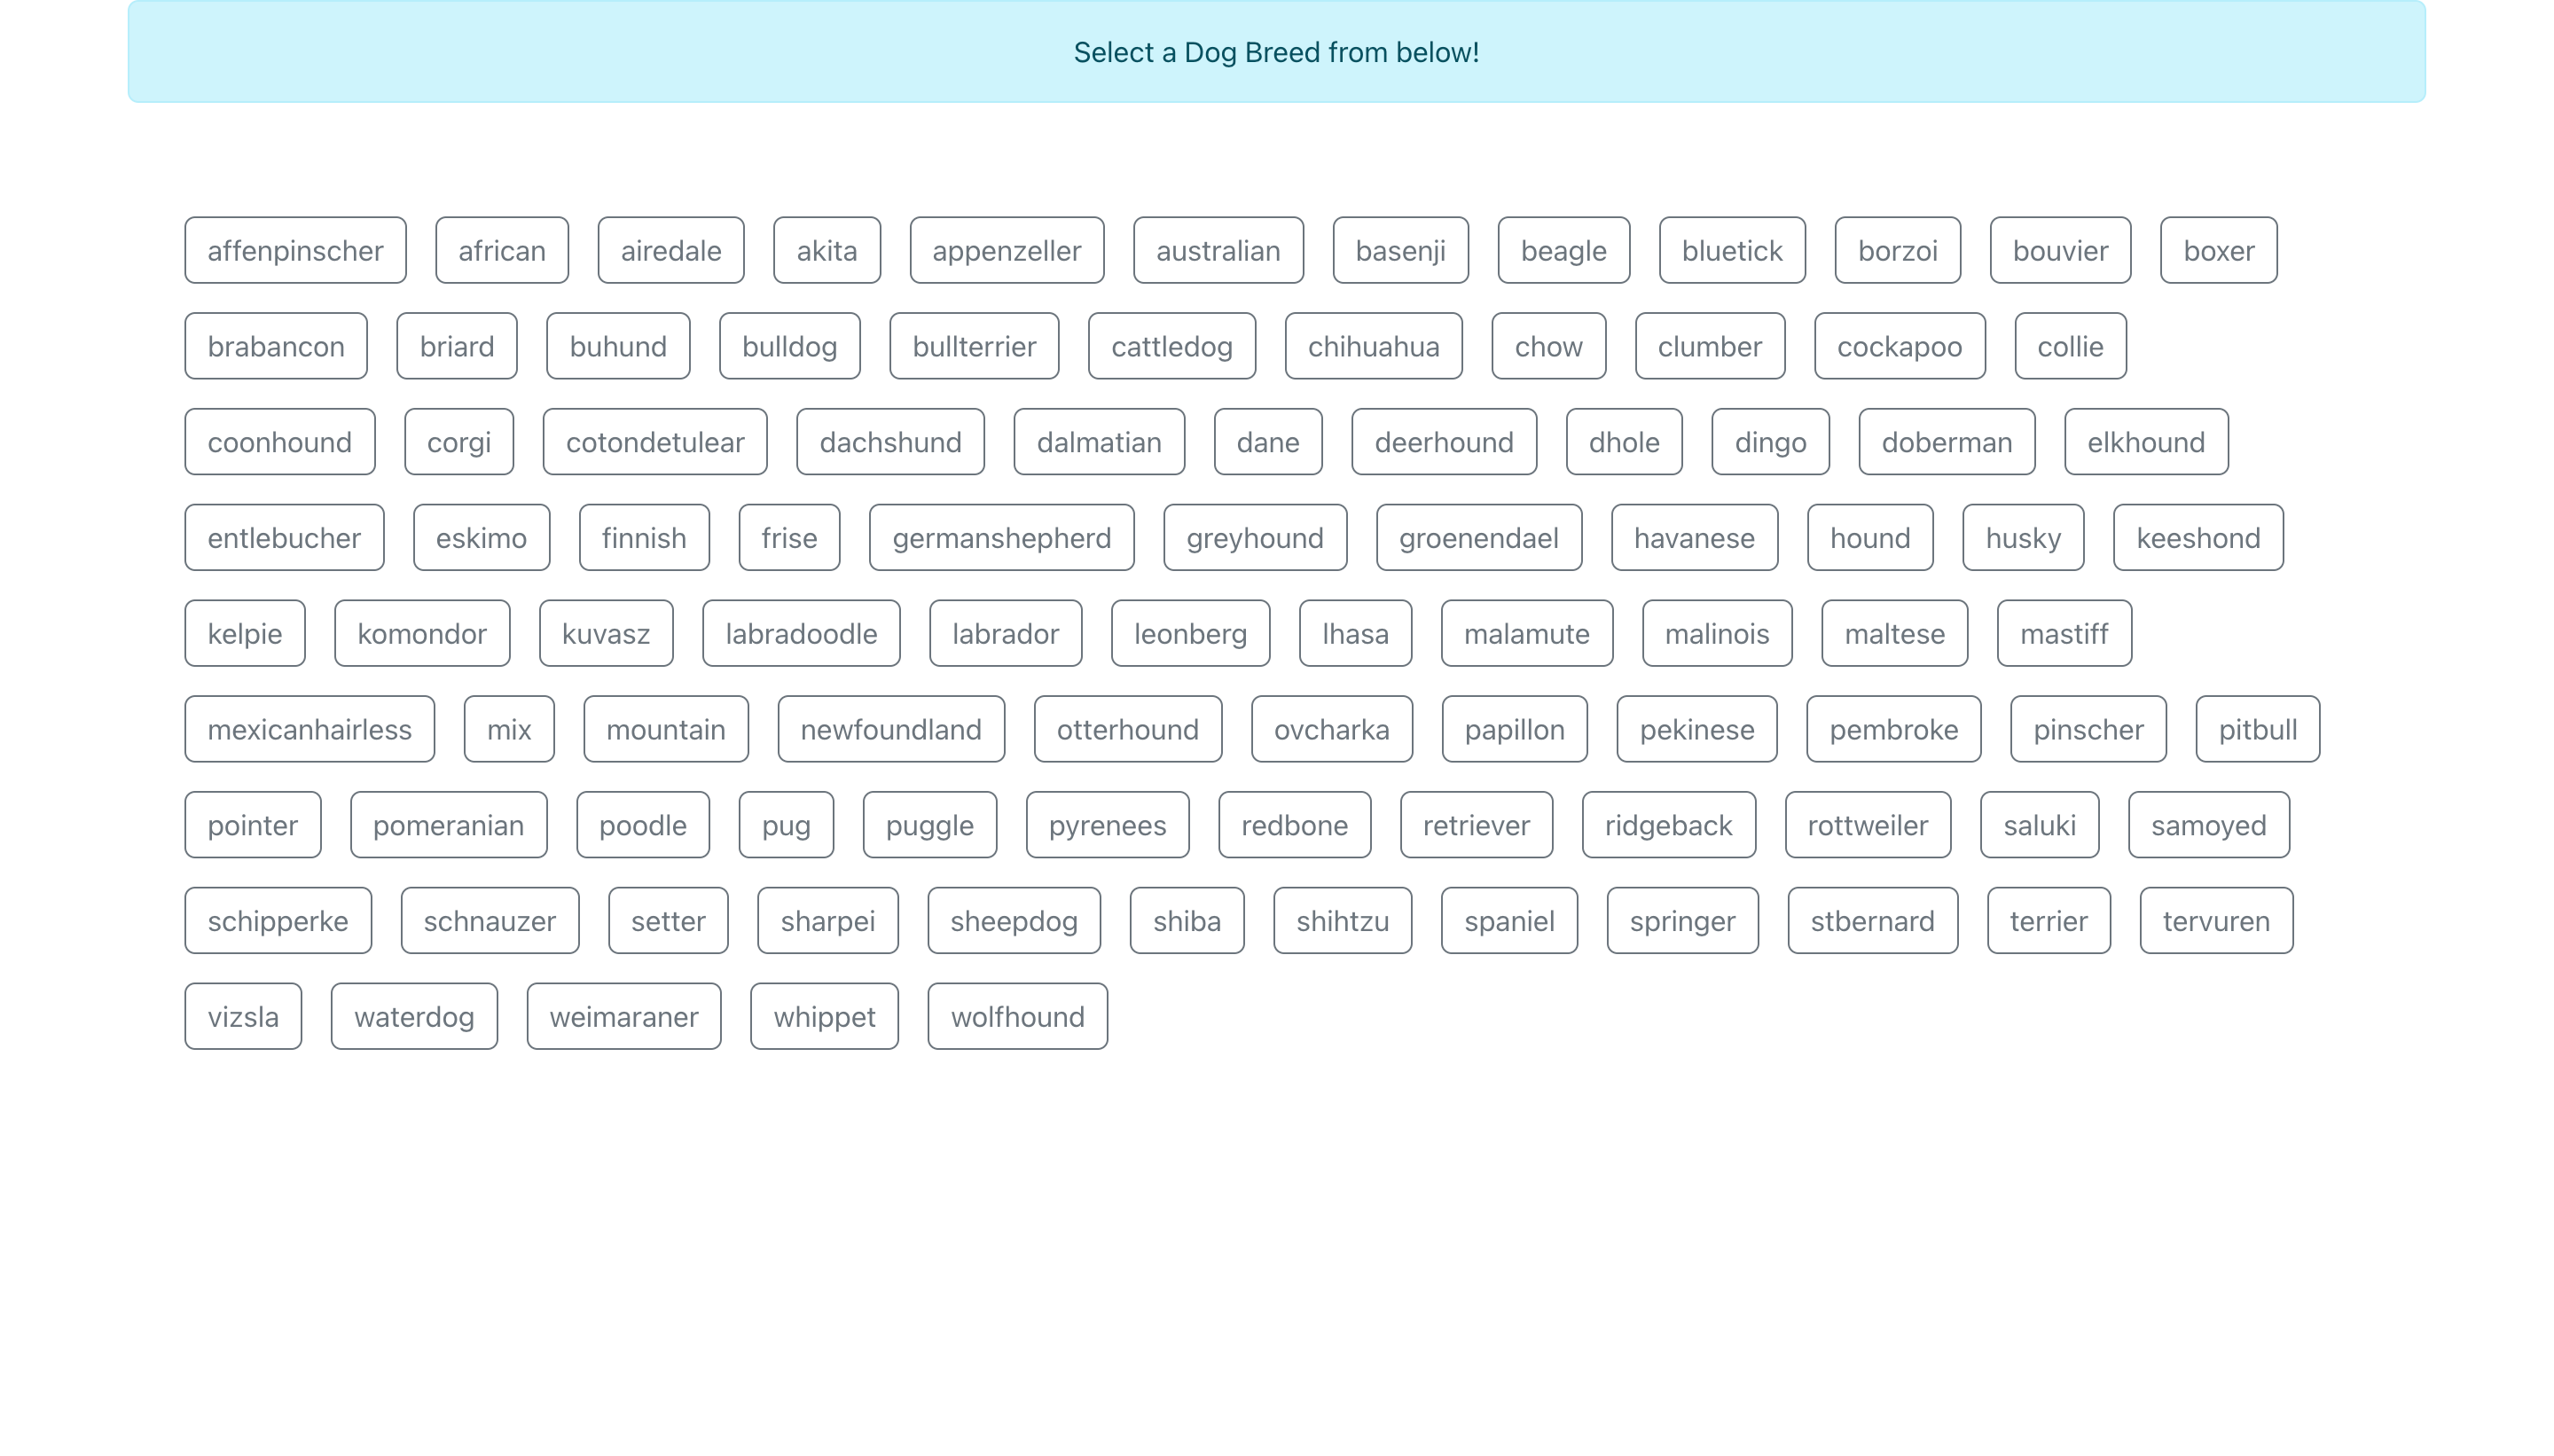 Select a Dog Breed from below!
affenpinscher african airedale akita appenzeller australian basenji beagle bluetick borzoi bouvier boxer
brabancon briard buhund bulldog bullterrier cattledog chihuahua chow clumber cockapoo collie
coonhound corgi cotondetulear dachshund dalmatian dane deerhound dhole dingo doberman elkhound
entlebucher eskimo finnish frise germanshepherd greyhound groenendael havanese hound husky keeshond
kelpie komondor kuvasz labradoodle labrador leonberg lhasa malamute malinois maltese mastiff
mexicanhairless mix mountain newfoundland otterhound ovcharka papillon pekinese pembroke pinscher pitbull
pointer pomeranian poodle pug puggle pyrenees redbone retriever ridgeback rottweiler saluki samoyed
schipperke schnauzer setter sharpei sheepdog shiba shihtzu spaniel springer stbernard terrier tervuren
vizsla waterdog weimaraner whippet wolfhound